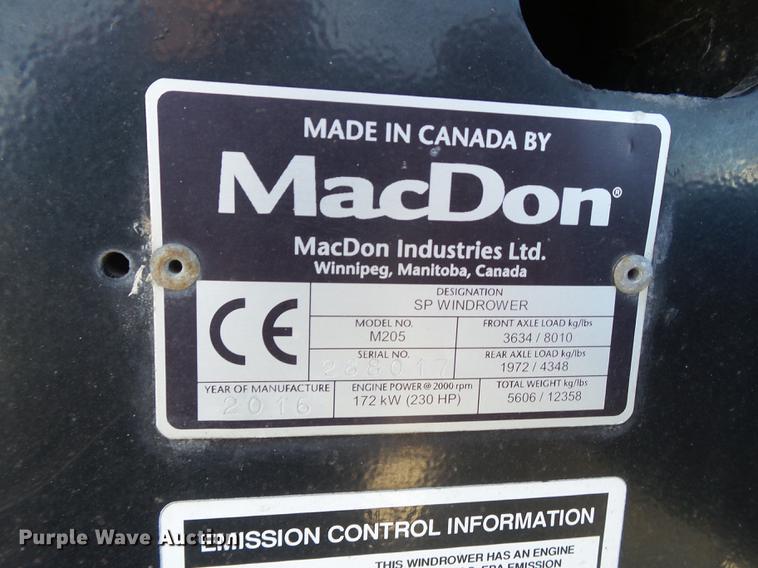 MADE IN CANADA BY
MacDon®
MacDon Industries Ltd.
Winnipeg, Manitoba, Canada
CE
DESIGNATION
SP WINDROWER
MODEL NO.
M205
FRONT AXLE LOAD kg/lbs
3634 / 8010
SERIAL NO.
288017
REAR AXLE LOAD kg/lbs
1972 / 4348
YEAR OF MANUFACTURE
2016
ENGINE POWER @ 2000 rpm
172 kW (230 HP)
TOTAL WEIGHT kg/lbs
5606 / 12358
EMISSION CONTROL INFORMATION
THIS WINDROWER HAS AN ENGINE
EPA EMISSION
Purple Wave Auction